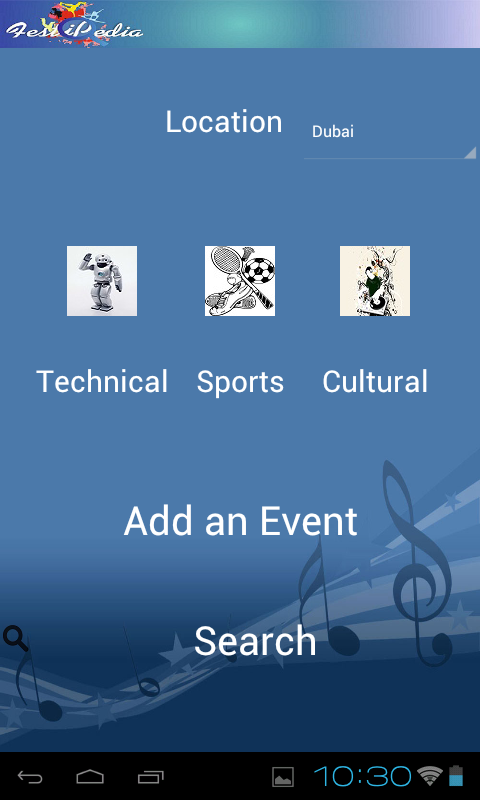 FestiPedia
Location
Dubai
Technical Sports Cultural
Add an Event
Search
10:30